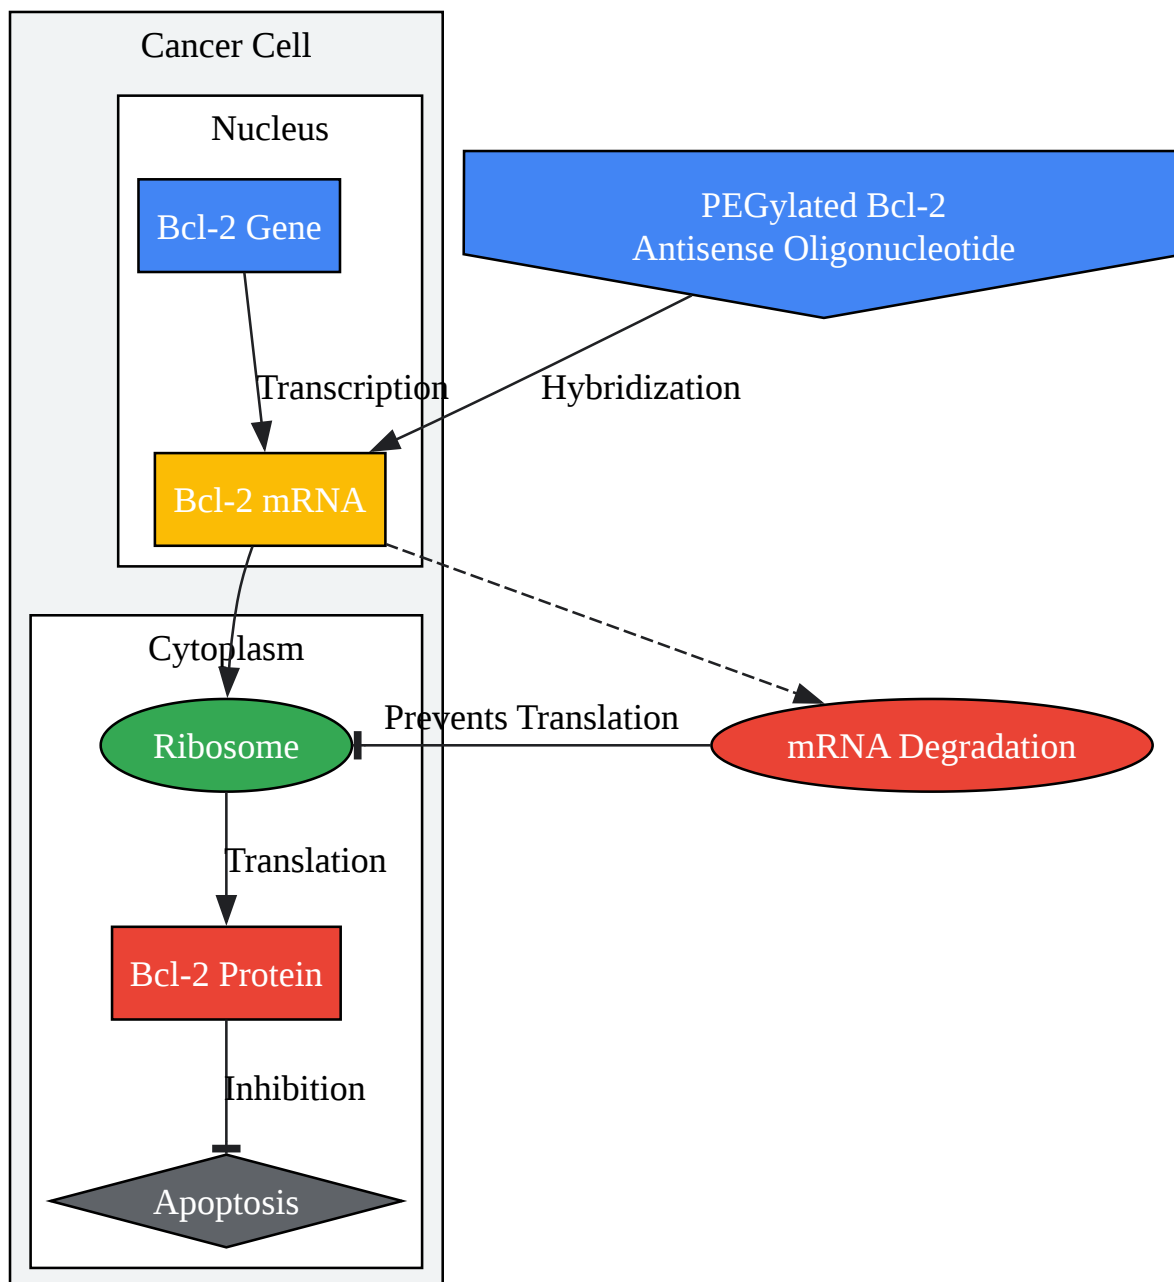 Cancer Cell
Nucleus
Bcl-2 Gene
PEGylated Bcl-2
Antisense Oligonucleotide
Transcription
Hybridization
Bcl-2 mRNA
Cytoplasm
Prevents Translation
Ribosome
mRNA Degradation
Translation
Bcl-2 Protein
Inhibition
Apoptosis